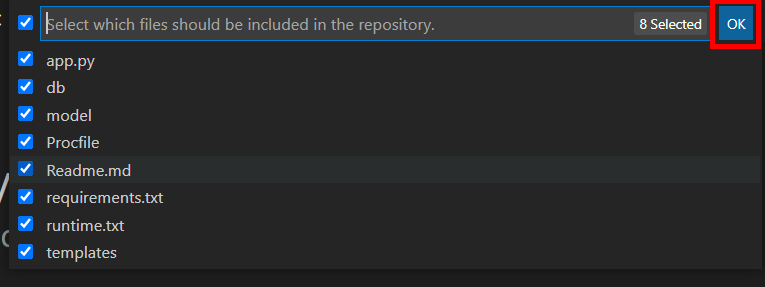 Select which files should be included in the repository. 8 Selected OK
app.py
db
model
Procfile
Readme.md
requirements.txt
runtime.txt
templates